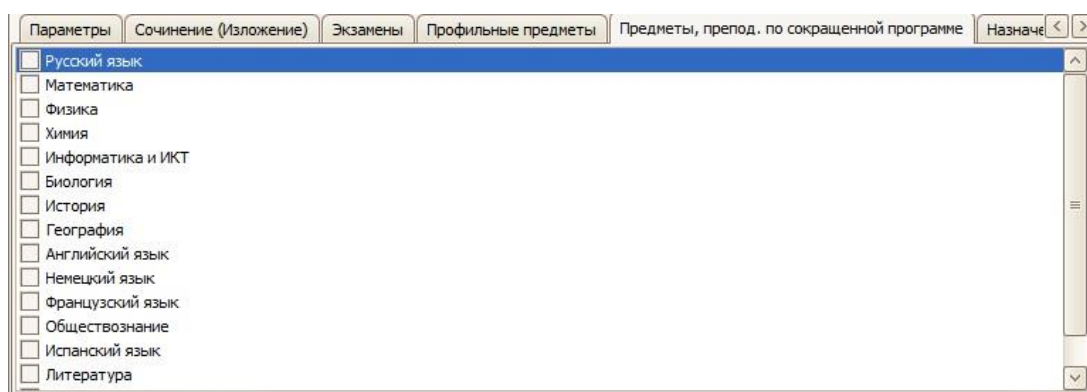 Параметры Сочинение (Изложение) Экзамены Профильные предметы Предметы, препод. по сокращенной программе Назначе
Русский язык
Математика
Физика
Химия
Информатика и ИКТ
Биология
История
География
Английский язык
Немецкий язык
Французский язык
Обществознание
Испанский язык
Литература